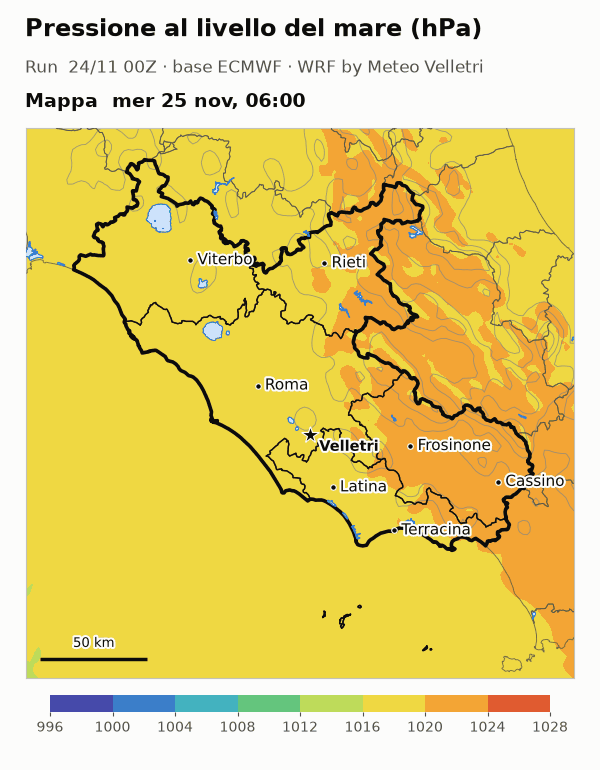 Pressione al livello del mare (hPa)
Run  24/11 00Z · base ECMWF · WRF by Meteo Velletri
Mappa  mer 25 nov, 06:00
Viterbo
Rieti
Roma
Velletri
Frosinone
Cassino
Latina
Terracina
50 km
996 1000 1004 1008 1012 1016 1020 1024 1028